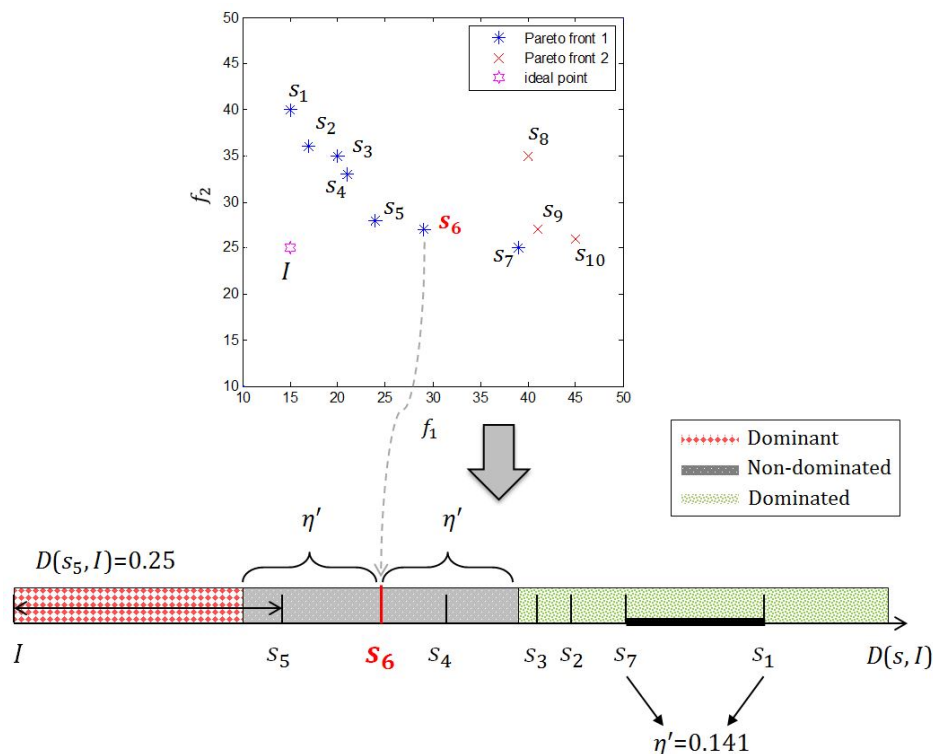 50
45
40
35
30
25
20
15
10
f₂
Pareto front 1
Pareto front 2
ideal point
s₁
s₂
s₃
s₄
s₅
s₆
s₇
s₈
s₉
s₁₀
I
10 15 20 25 30 35 40 45 50
f₁
Dominant
Non-dominated
Dominated
η′ η′
D(s₅, I)=0.25
I s₅ s₆ s₄ s₃ s₂ s₇ s₁ D(s, I)
η′=0.141